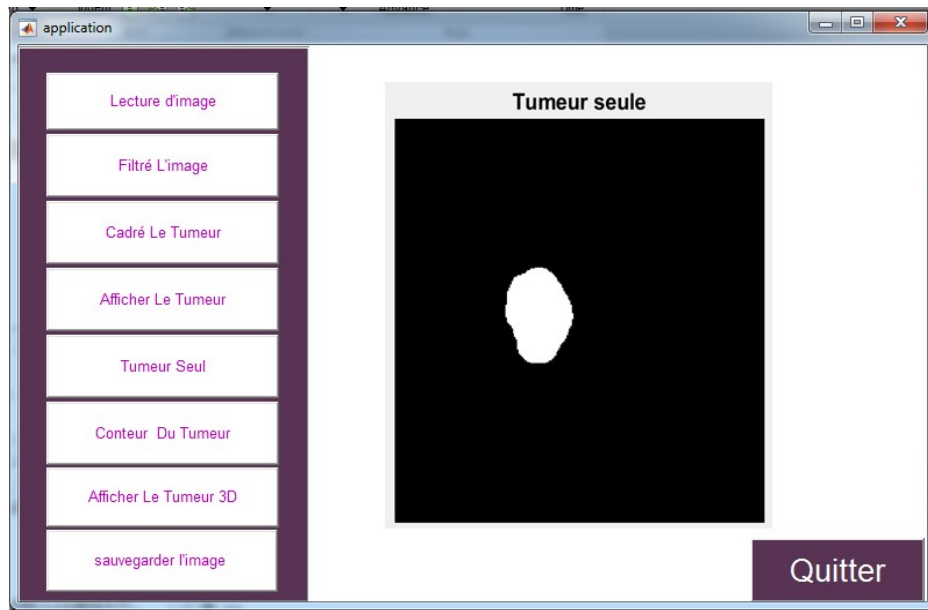 application
Lecture d'image
Filtré L'image
Cadré Le Tumeur
Afficher Le Tumeur
Tumeur Seul
Conteur Du Tumeur
Afficher Le Tumeur 3D
sauvegarder l'image
Tumeur seule
Quitter